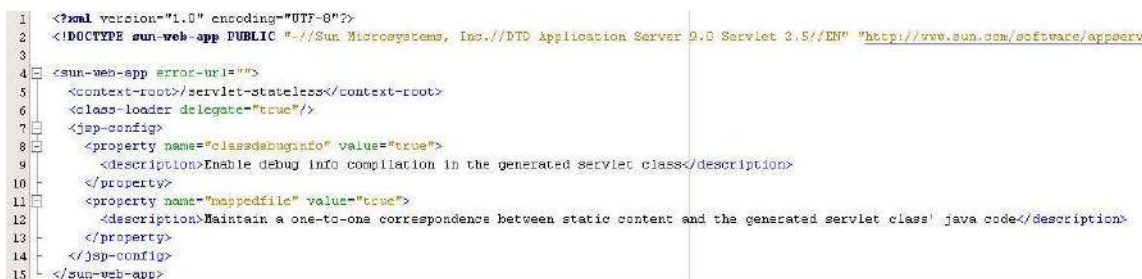 1 <?xml version="1.0" encoding="UTF-8"?>
2 <!DOCTYPE sun-web-app PUBLIC "-//Sun Microsystems, Inc.//DTD Application Server 9.0 Servlet 2.5//EN" "http://www.sun.com/software/appserv
3
4 <sun-web-app error-url="">
5 <context-root>/servlet-stateless</context-root>
6 <class-loader delegate="true"/>
7 <jsp-config>
8 <property name="classdebuginfo" value="true">
9 <description>Enable debug info compilation in the generated servlet class</description>
10 </property>
11 <property name="mappedfile" value="true">
12 <description>Maintain a one-to-one correspondence between static content and the generated servlet class' java code</description>
13 </property>
14 </jsp-config>
15 </sun-web-app>